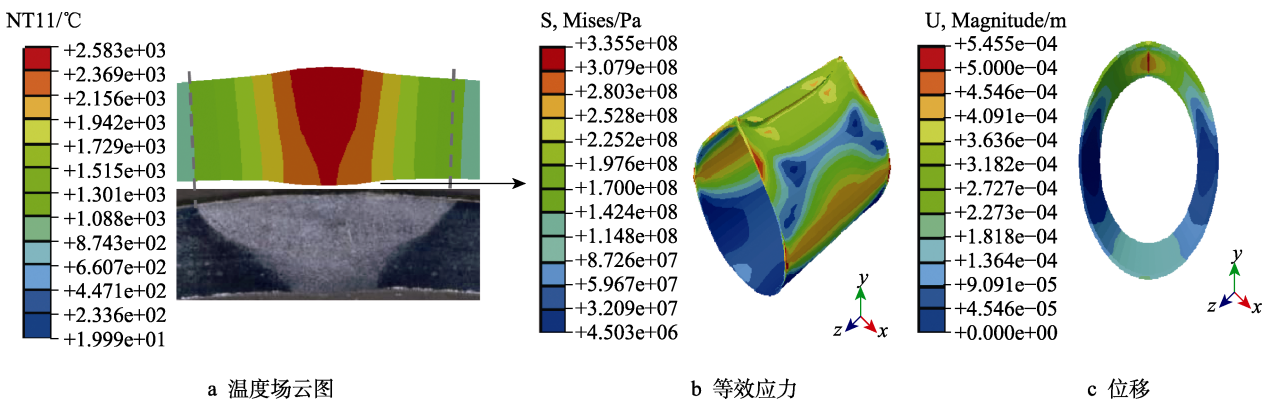 NT11/℃
+2.583e+03
+2.369e+03
+2.156e+03
+1.942e+03
+1.729e+03
+1.515e+03
+1.301e+03
+1.088e+03
+8.743e+02
+6.607e+02
+4.471e+02
+2.336e+02
+1.999e+01
a 温度场云图
S, Mises/Pa
+3.355e+08
+3.079e+08
+2.803e+08
+2.528e+08
+2.252e+08
+1.976e+08
+1.700e+08
+1.424e+08
+1.148e+08
+8.726e+07
+5.967e+07
+3.209e+07
+4.503e+06
y
z
x
b 等效应力
U, Magnitude/m
+5.455e−04
+5.000e−04
+4.546e−04
+4.091e−04
+3.636e−04
+3.182e−04
+2.727e−04
+2.273e−04
+1.818e−04
+1.364e−04
+9.091e−05
+4.546e−05
+0.000e+00
y
z
x
c 位移